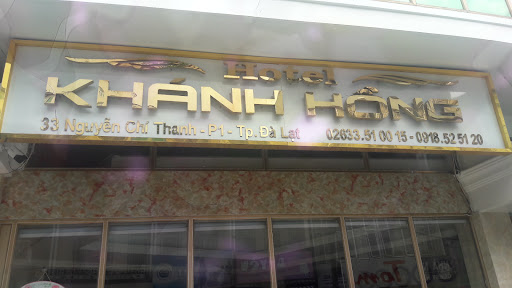 Hotel
KHÁNH HỒNG
33 Nguyễn Chí Thanh - P1 - Tp.Đà Lạt 02633.51 00 15 - 0918.52 51 20